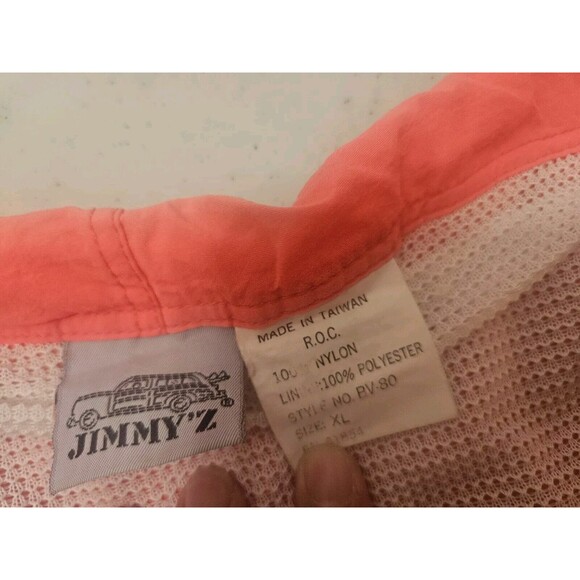 JIMMY'Z
MADE IN TAIWAN
R.O.C.
NYLON
100% POLYESTER
STYLE NO. PV-80
SIZE: XL